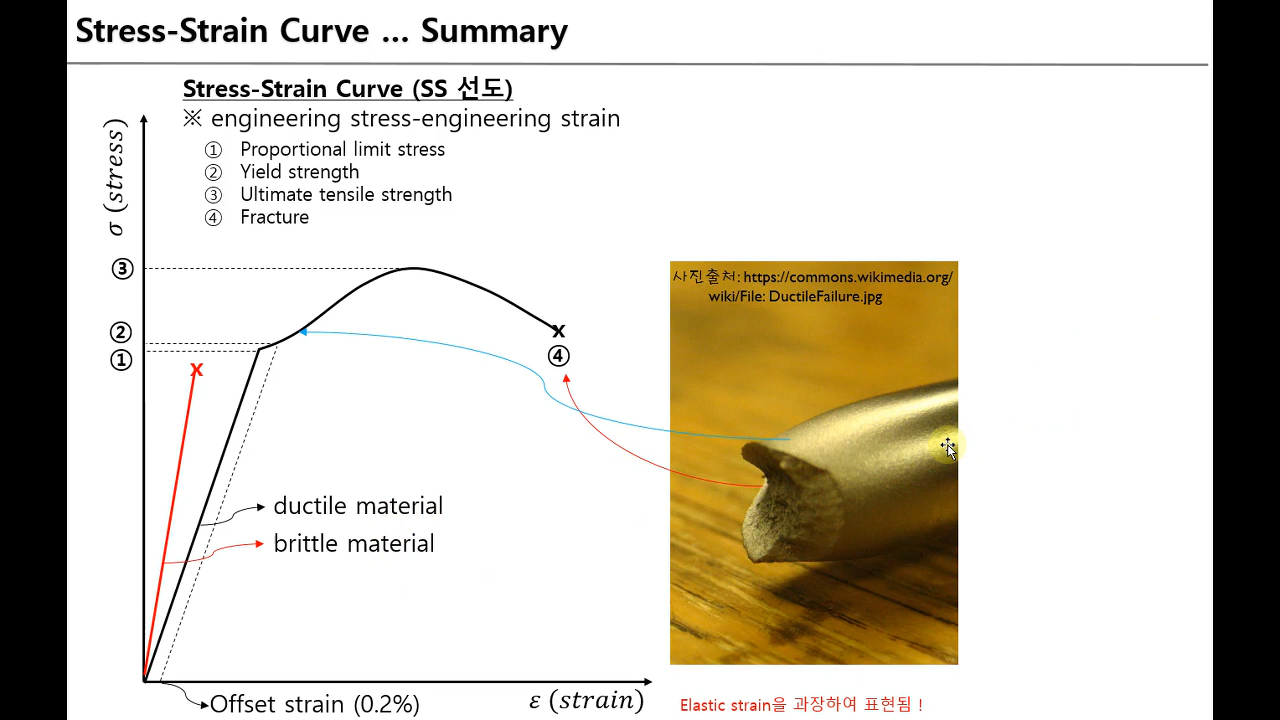 Stress-Strain Curve ... Summary
Stress-Strain Curve (SS 선도)
※ engineering stress-engineering strain
① Proportional limit stress
② Yield strength
③ Ultimate tensile strength
④ Fracture
σ (stress)
③
②
①
x
x
④
ductile material
brittle material
Offset strain (0.2%)
ε (strain)
사진출처: https://commons.wikimedia.org/
wiki/File: DuctileFailure.jpg
Elastic strain을 과장하여 표현됨 !